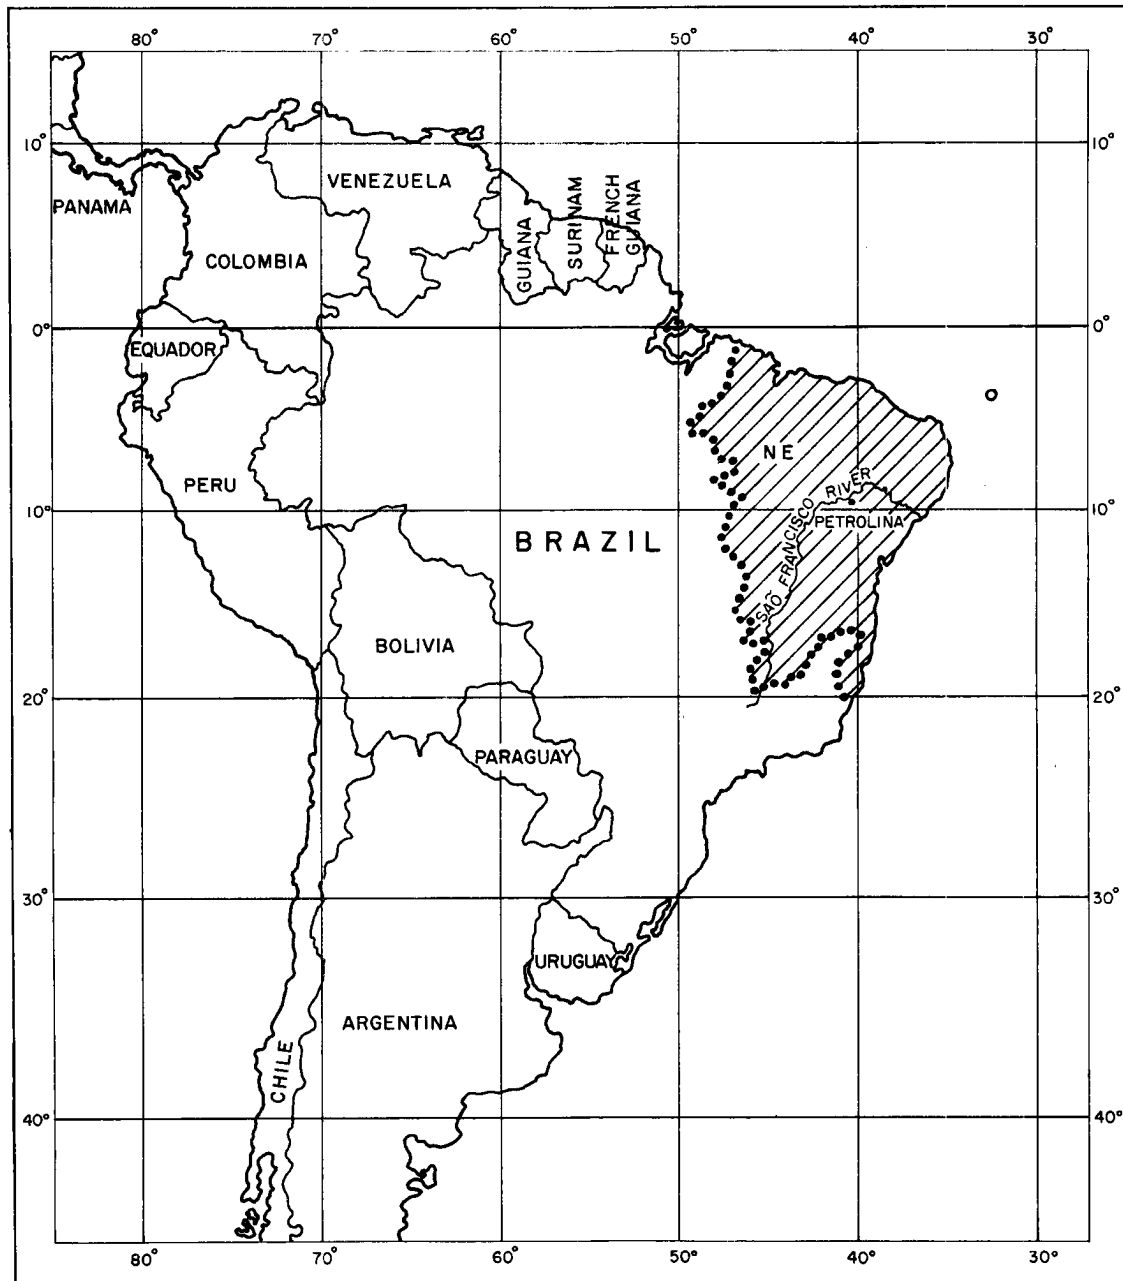 80° 70° 60° 50° 40° 30°
10° 10°
VENEZUELA
PANAMA
GUIANA
SURINAM
FRENCH
GUIANA
COLOMBIA
0° 0°
EQUADOR
NE
PERU
SAÕ FRANCISCO RIVER
10° 10°
PETROLINA
BRAZIL
BOLIVIA
20° 20°
PARAGUAY
30° 30°
URUGUAY
ARGENTINA
CHILE
40° 40°
80° 70° 60° 50° 40° 30°